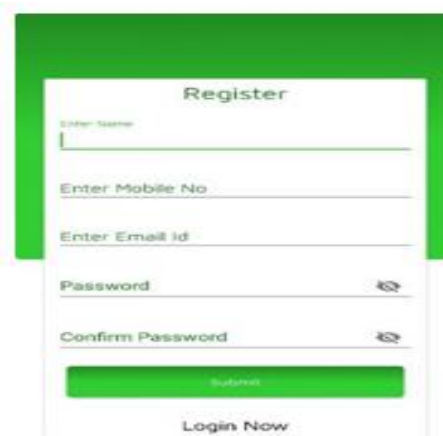 Register
Enter Name
Enter Mobile No
Enter Email Id
Password
Confirm Password
Submit
Login Now